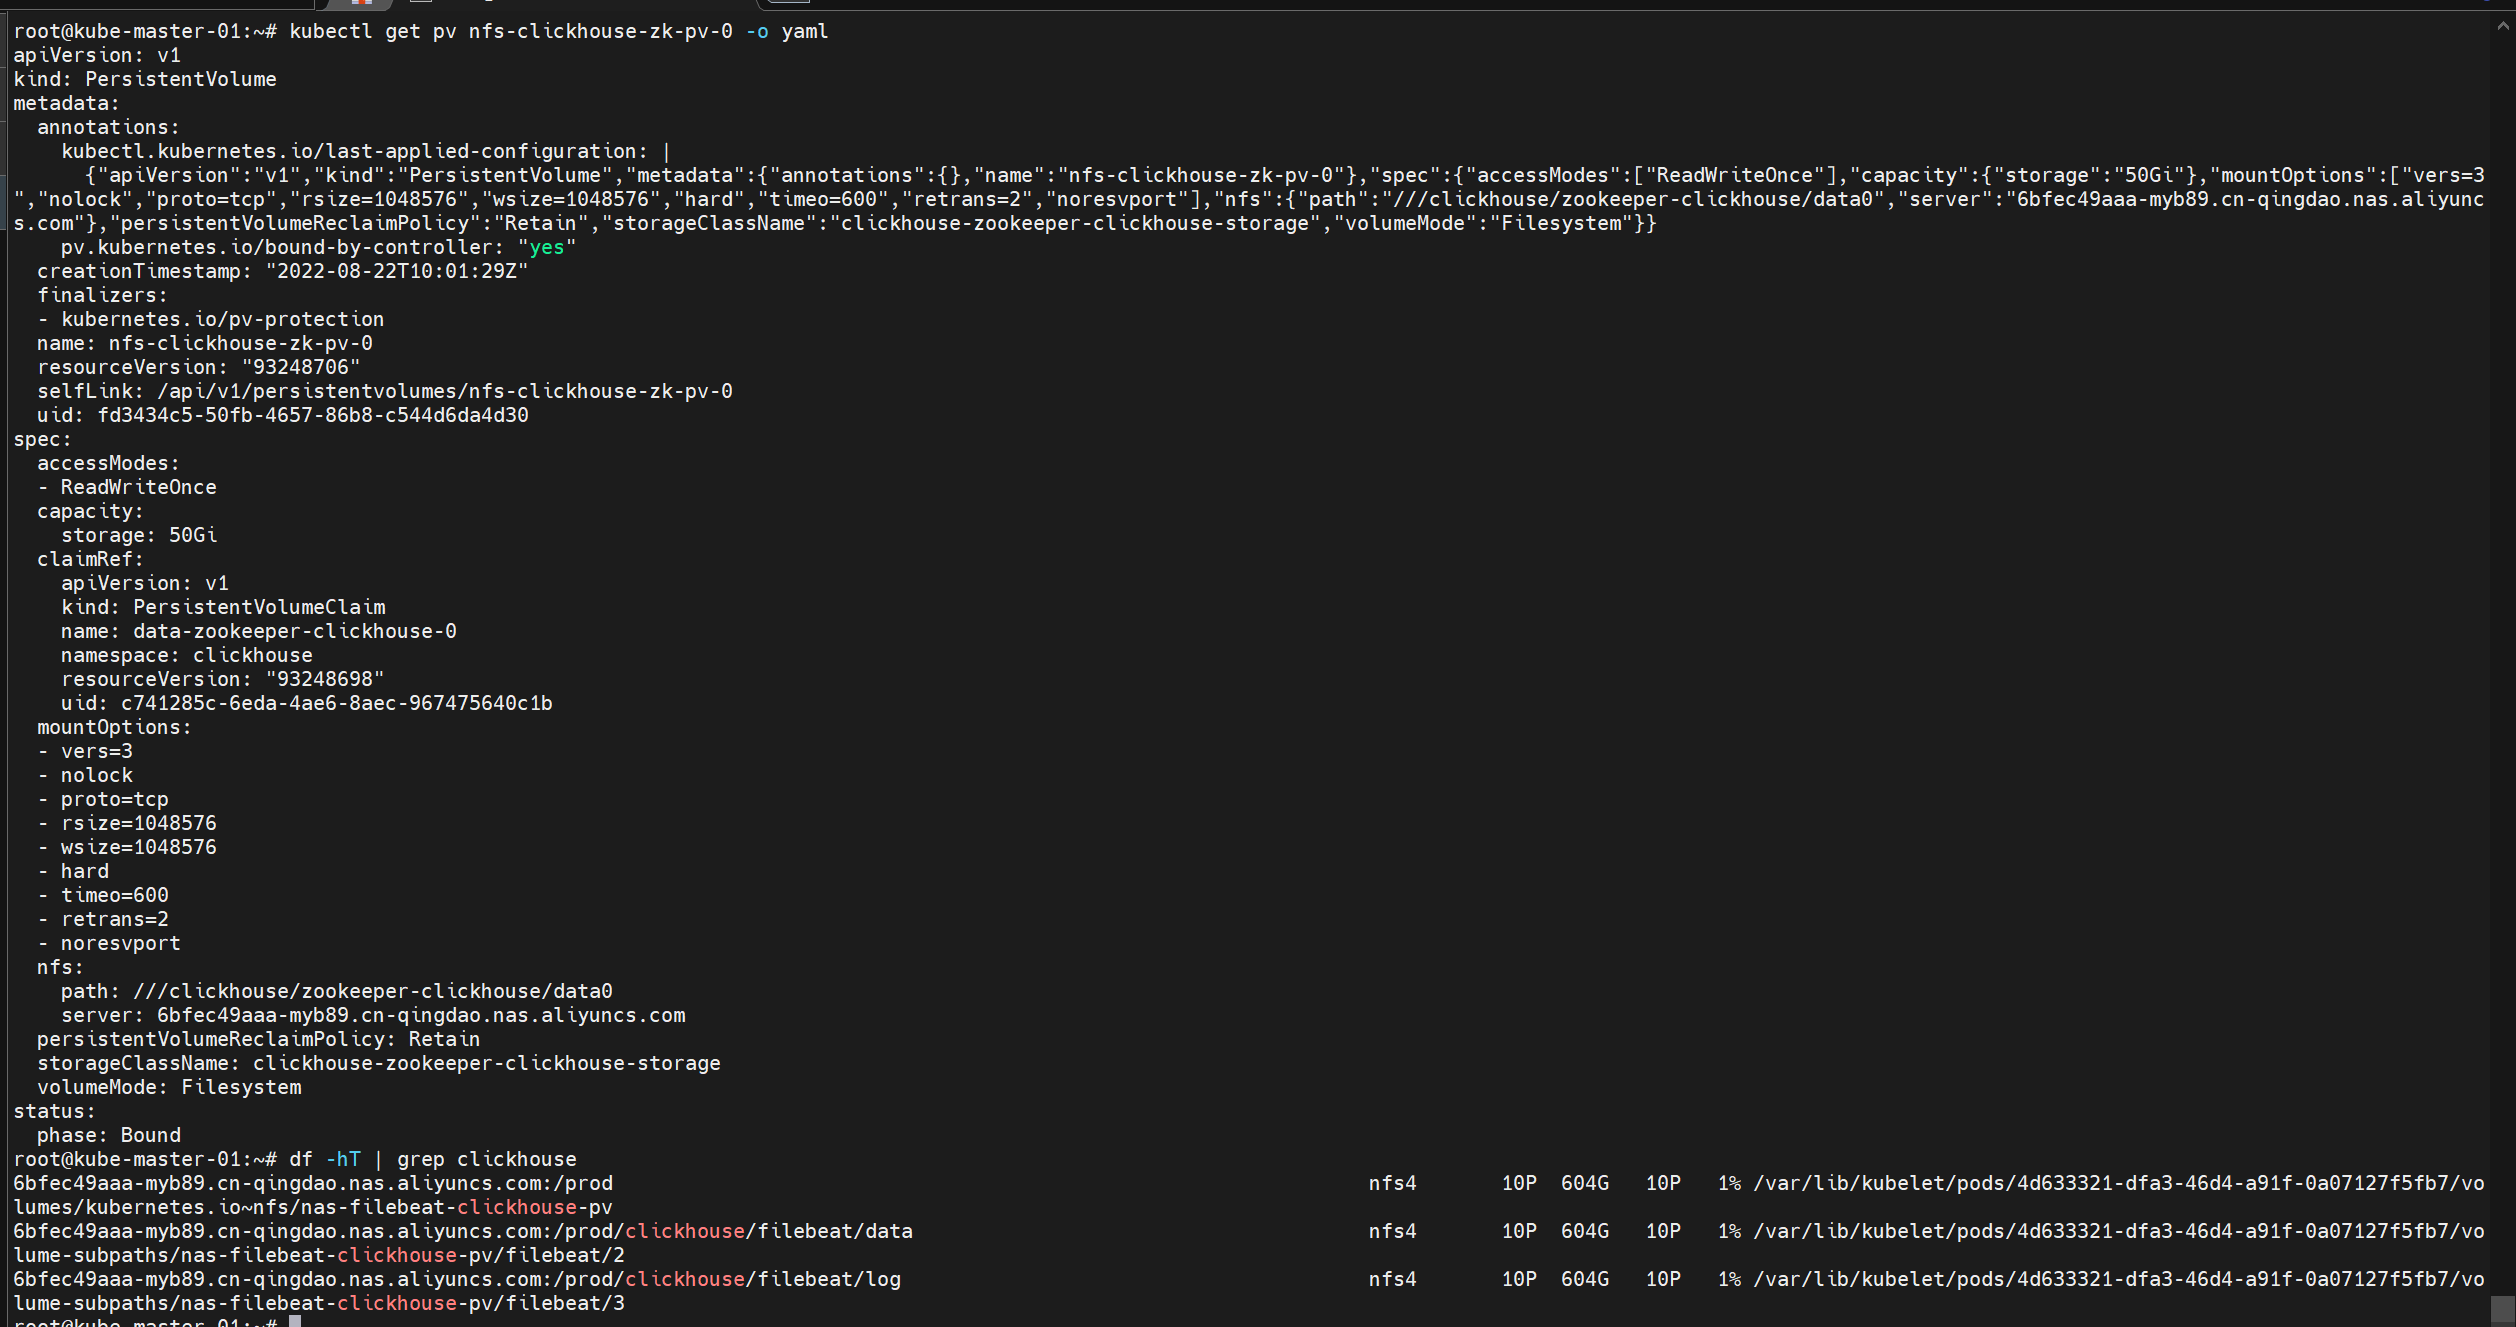 root@kube-master-01:~# kubectl get pv nfs-clickhouse-zk-pv-0 -o yaml
apiVersion: v1
kind: PersistentVolume
metadata:
  annotations:
    kubectl.kubernetes.io/last-applied-configuration: |
      {"apiVersion":"v1","kind":"PersistentVolume","metadata":{"annotations":{},"name":"nfs-clickhouse-zk-pv-0"},"spec":{"accessModes":["ReadWriteOnce"],"capacity":{"storage":"50Gi"},"mountOptions":["vers=3
","nolock","proto=tcp","rsize=1048576","wsize=1048576","hard","timeo=600","retrans=2","noresvport"],"nfs":{"path":"///clickhouse/zookeeper-clickhouse/data0","server":"6bfec49aaa-myb89.cn-qingdao.nas.aliyunc
s.com"},"persistentVolumeReclaimPolicy":"Retain","storageClassName":"clickhouse-zookeeper-clickhouse-storage","volumeMode":"Filesystem"}}
    pv.kubernetes.io/bound-by-controller: "yes"
  creationTimestamp: "2022-08-22T10:01:29Z"
  finalizers:
  - kubernetes.io/pv-protection
  name: nfs-clickhouse-zk-pv-0
  resourceVersion: "93248706"
  selfLink: /api/v1/persistentvolumes/nfs-clickhouse-zk-pv-0
  uid: fd3434c5-50fb-4657-86b8-c544d6da4d30
spec:
  accessModes:
  - ReadWriteOnce
  capacity:
    storage: 50Gi
  claimRef:
    apiVersion: v1
    kind: PersistentVolumeClaim
    name: data-zookeeper-clickhouse-0
    namespace: clickhouse
    resourceVersion: "93248698"
    uid: c741285c-6eda-4ae6-8aec-967475640c1b
  mountOptions:
  - vers=3
  - nolock
  - proto=tcp
  - rsize=1048576
  - wsize=1048576
  - hard
  - timeo=600
  - retrans=2
  - noresvport
  nfs:
    path: ///clickhouse/zookeeper-clickhouse/data0
    server: 6bfec49aaa-myb89.cn-qingdao.nas.aliyuncs.com
  persistentVolumeReclaimPolicy: Retain
  storageClassName: clickhouse-zookeeper-clickhouse-storage
  volumeMode: Filesystem
status:
  phase: Bound
root@kube-master-01:~# df -hT | grep clickhouse
6bfec49aaa-myb89.cn-qingdao.nas.aliyuncs.com:/prod nfs4 10P 604G 10P 1% /var/lib/kubelet/pods/4d633321-dfa3-46d4-a91f-0a07127f5fb7/vo
lumes/kubernetes.io~nfs/nas-filebeat-clickhouse-pv
6bfec49aaa-myb89.cn-qingdao.nas.aliyuncs.com:/prod/clickhouse/filebeat/data nfs4 10P 604G 10P 1% /var/lib/kubelet/pods/4d633321-dfa3-46d4-a91f-0a07127f5fb7/vo
lume-subpaths/nas-filebeat-clickhouse-pv/filebeat/2
6bfec49aaa-myb89.cn-qingdao.nas.aliyuncs.com:/prod/clickhouse/filebeat/log nfs4 10P 604G 10P 1% /var/lib/kubelet/pods/4d633321-dfa3-46d4-a91f-0a07127f5fb7/vo
lume-subpaths/nas-filebeat-clickhouse-pv/filebeat/3
root@kube-master-01:~#